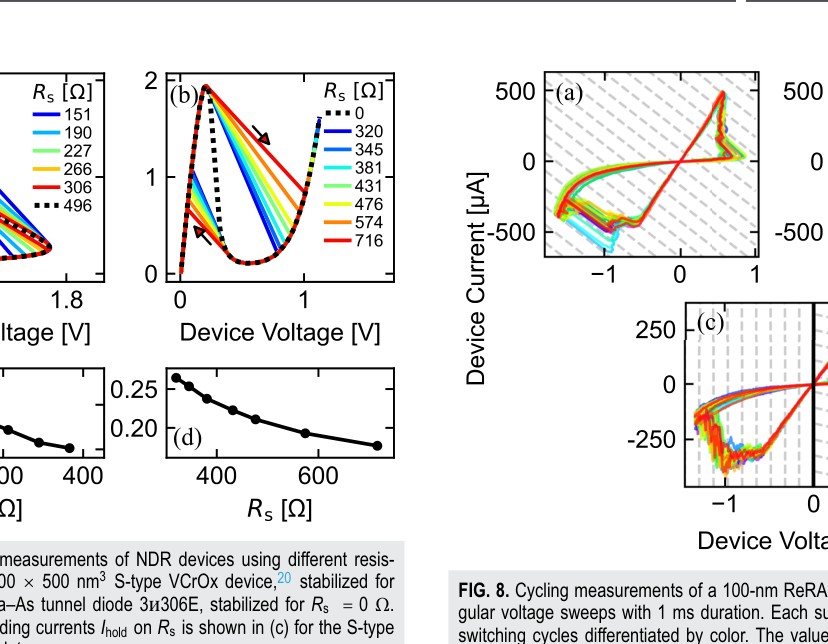 Rs [Ω]
151
190
227
266
306
496
1.8
ltage [V]
2
1
0
(b)
Rs [Ω]
0
320
345
381
431
476
574
716
0
1
Device Voltage [V]
00
400
Ω]
0.25
0.20
(d)
400
600
Rs [Ω]
measurements of NDR devices using different resis-
00 × 500 nm³ S-type VCrOx device,²⁰ stabilized for
a–As tunnel diode 3и306E, stabilized for Rs = 0 Ω.
ding currents Ihold on Rs is shown in (c) for the S-type
Device Current [µA]
500
0
-500
(a)
−1
0
1
500
0
-500
250
0
-250
(c)
−1
0
Device Volta
FIG. 8. Cycling measurements of a 100-nm ReRA
gular voltage sweeps with 1 ms duration. Each su
switching cycles differentiated by color. The value